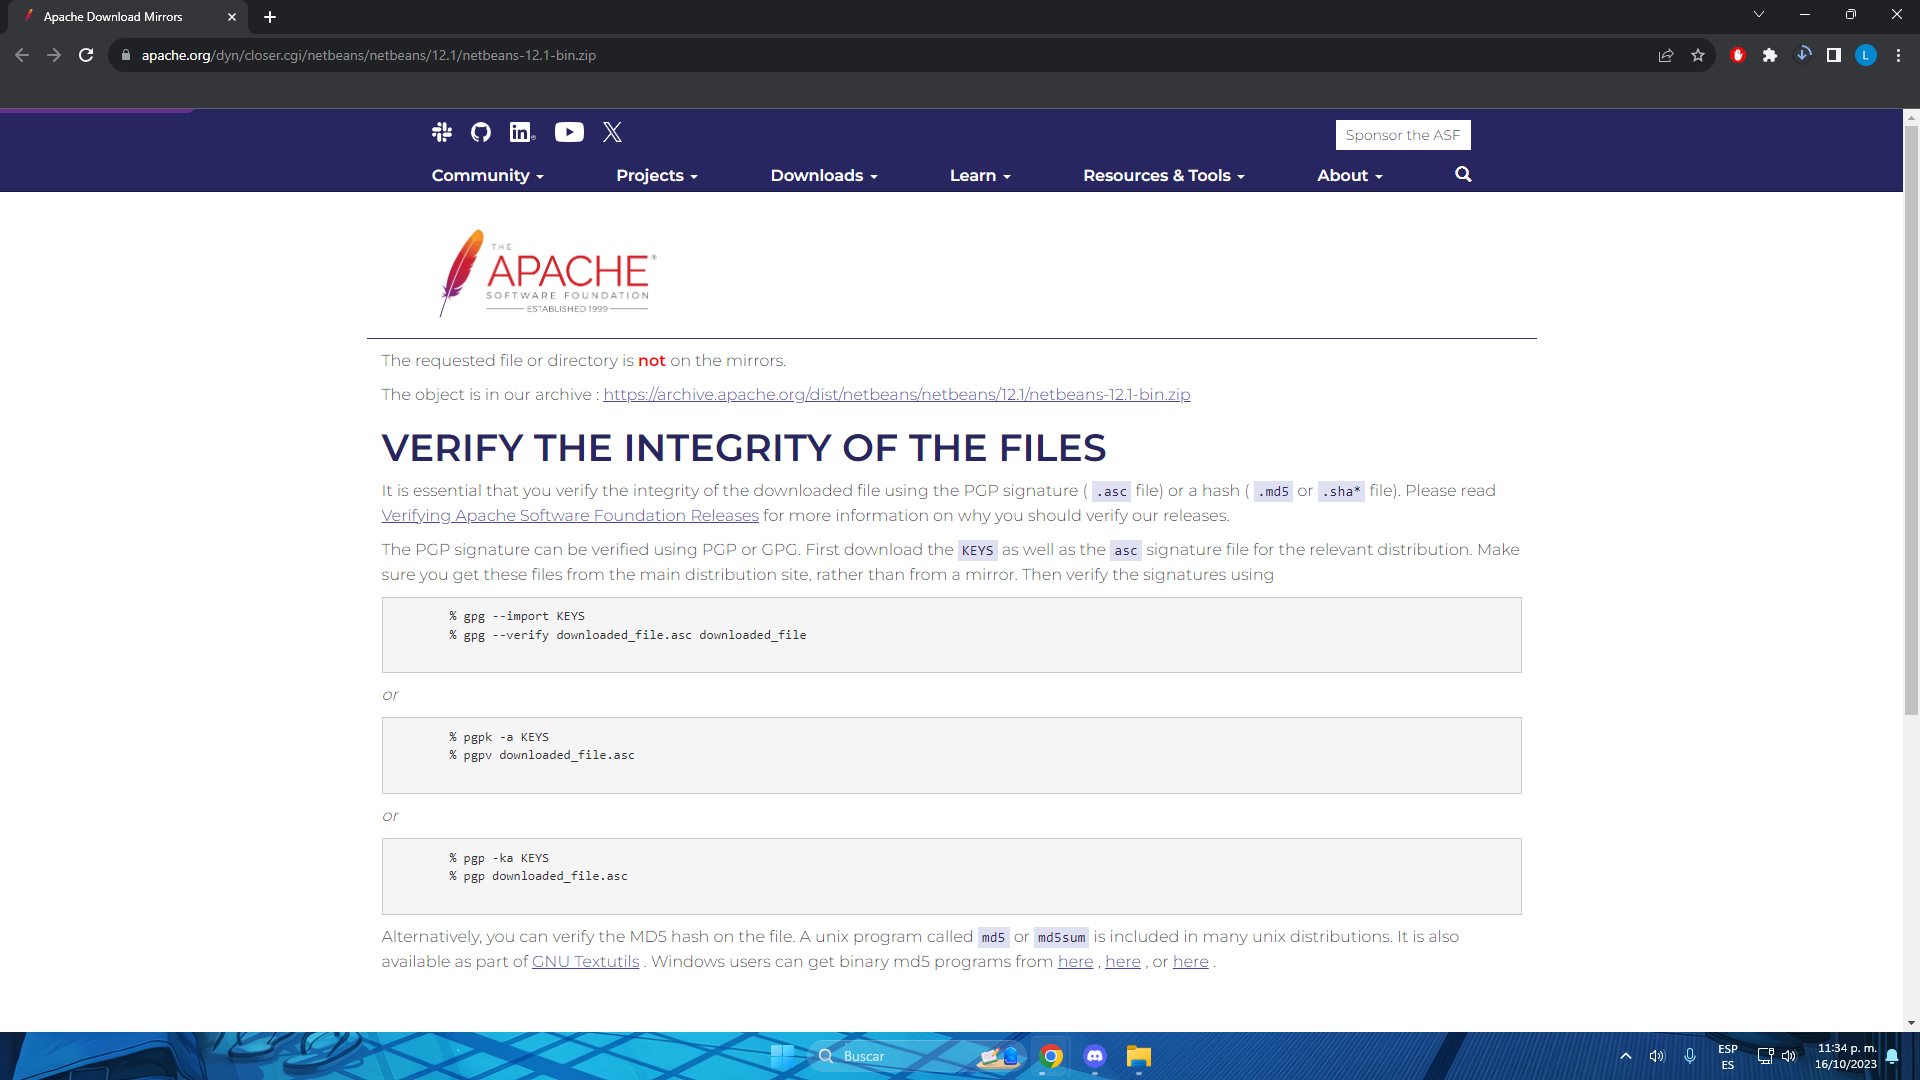 Apache Download Mirrors
apache.org/dyn/closer.cgi/netbeans/netbeans/12.1/netbeans-12.1-bin.zip
L
in
Sponsor the ASF
Community Projects Downloads Learn Resources & Tools About
THE
APACHE®
SOFTWARE FOUNDATION
ESTABLISHED 1999
The requested file or directory is not on the mirrors.
The object is in our archive : https://archive.apache.org/dist/netbeans/netbeans/12.1/netbeans-12.1-bin.zip
VERIFY THE INTEGRITY OF THE FILES
It is essential that you verify the integrity of the downloaded file using the PGP signature ( .asc file) or a hash ( .md5 or .sha* file). Please read
Verifying Apache Software Foundation Releases for more information on why you should verify our releases.
The PGP signature can be verified using PGP or GPG. First download the KEYS as well as the asc signature file for the relevant distribution. Make
sure you get these files from the main distribution site, rather than from a mirror. Then verify the signatures using
% gpg --import KEYS
% gpg --verify downloaded_file.asc downloaded_file
or
% pgpk -a KEYS
% pgpv downloaded_file.asc
or
% pgp -ka KEYS
% pgp downloaded_file.asc
Alternatively, you can verify the MD5 hash on the file. A unix program called md5 or md5sum is included in many unix distributions. It is also
available as part of GNU Textutils . Windows users can get binary md5 programs from here , here , or here .
Buscar
ESP
ES
11:34 p. m.
16/10/2023